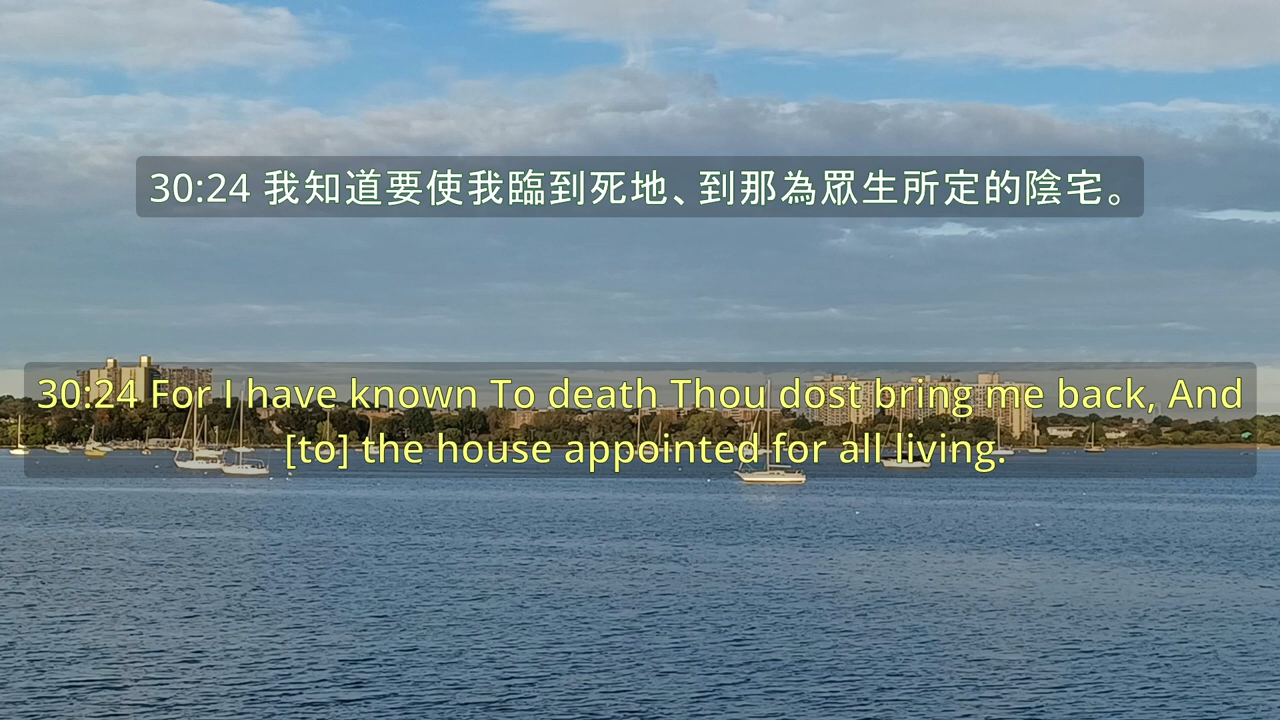 30:24 我知道要使我臨到死地、到那為眾生所定的陰宅。
30:24 For I have known To death Thou dost bring me back, And
[to] the house appointed for all living.